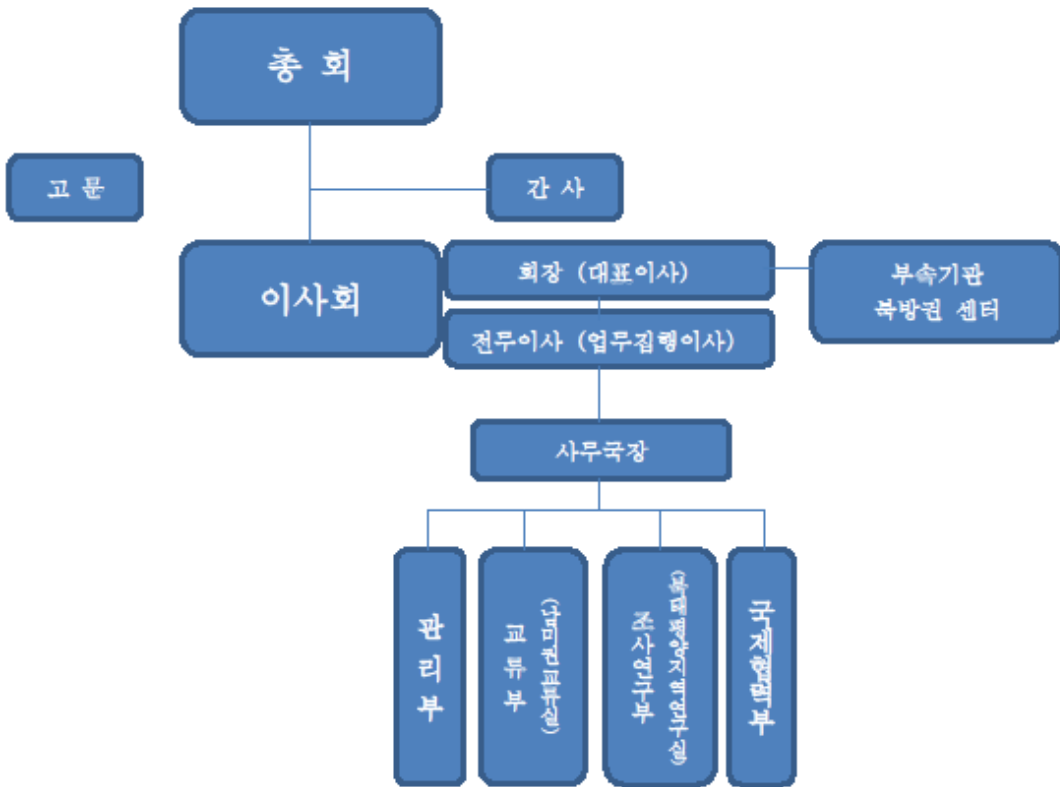 총 회
고 문
간 사
이사회
회장 (대표이사)
전무이사 (업무집행이사)
부속기관
북방권 센터
사무국장
관리부
교류부
(남미권교류실)
조사연구부
(북태평양지역연구실)
국제협력부